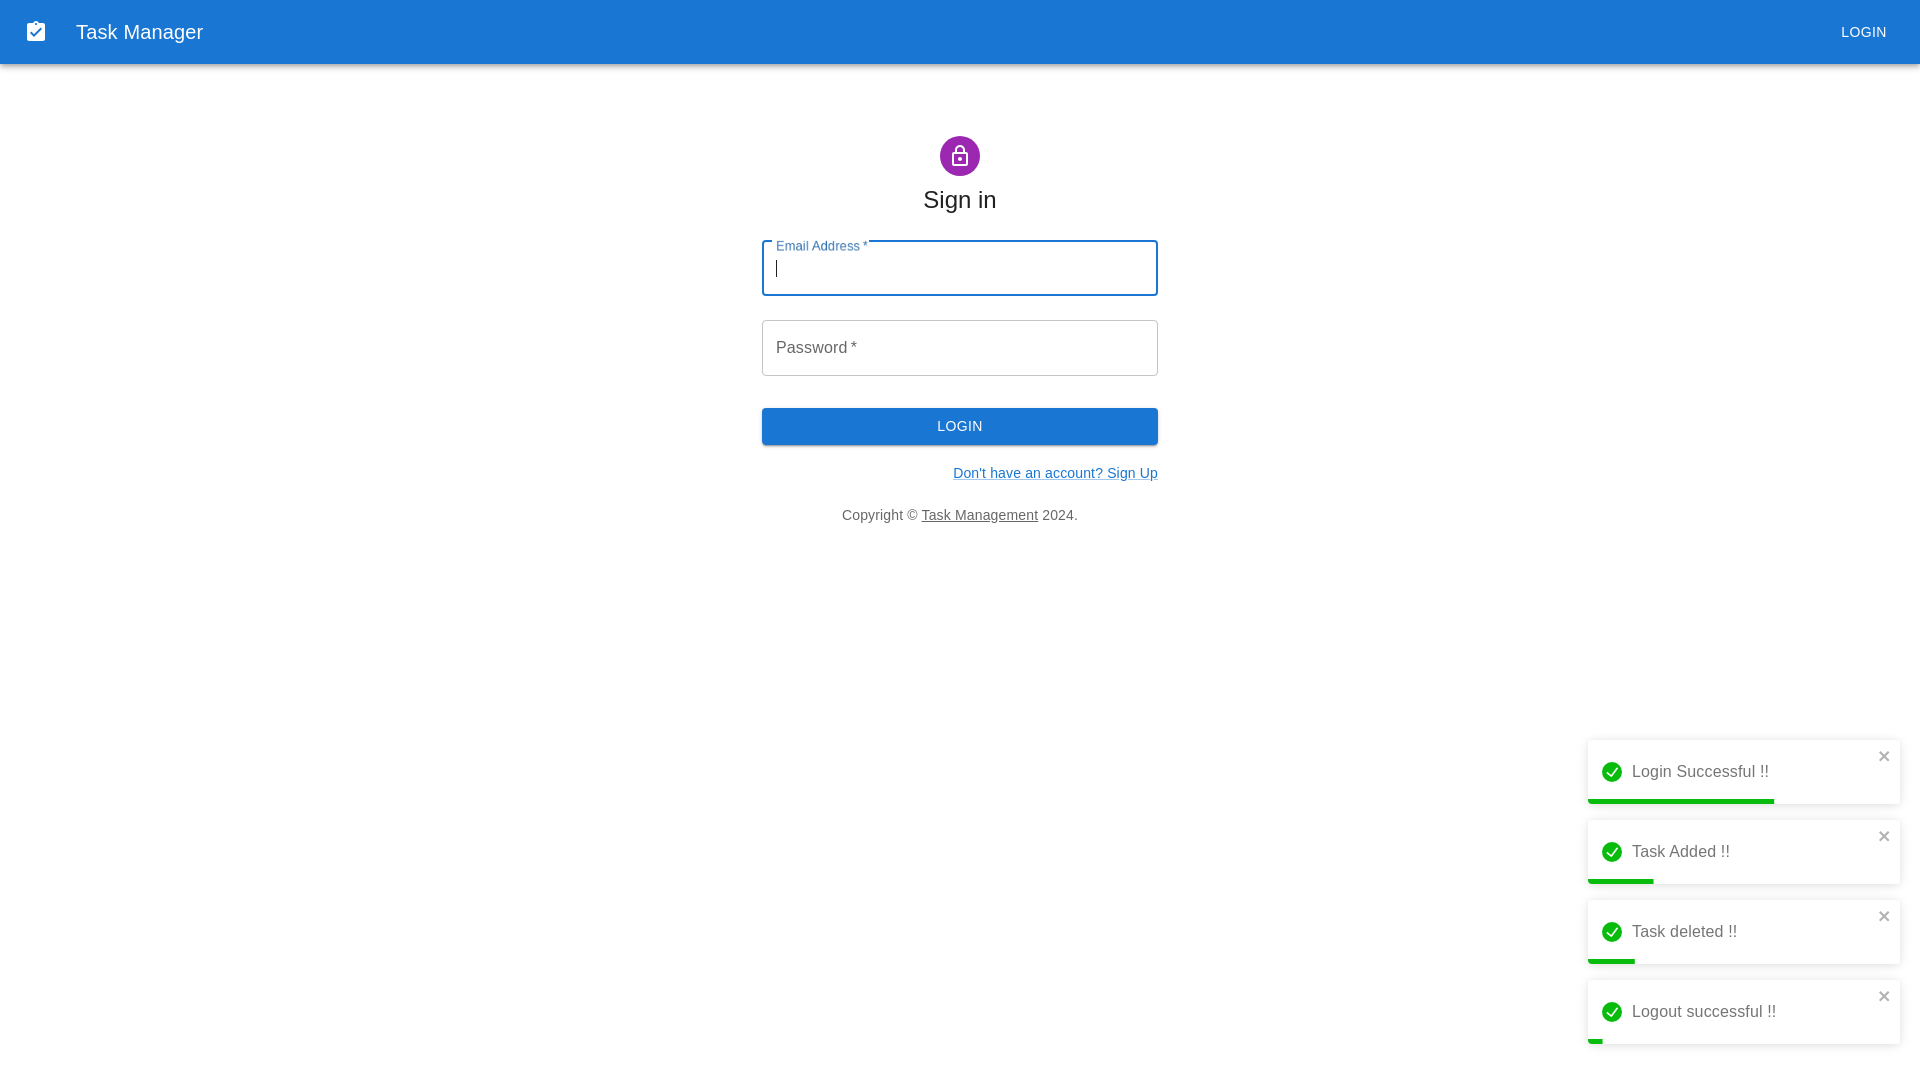 Task Manager
LOGIN
Sign in
Email Address *
Password *
LOGIN
Don't have an account? Sign Up
Copyright © Task Management 2024.
Login Successful !!
Task Added !!
Task deleted !!
Logout successful !!